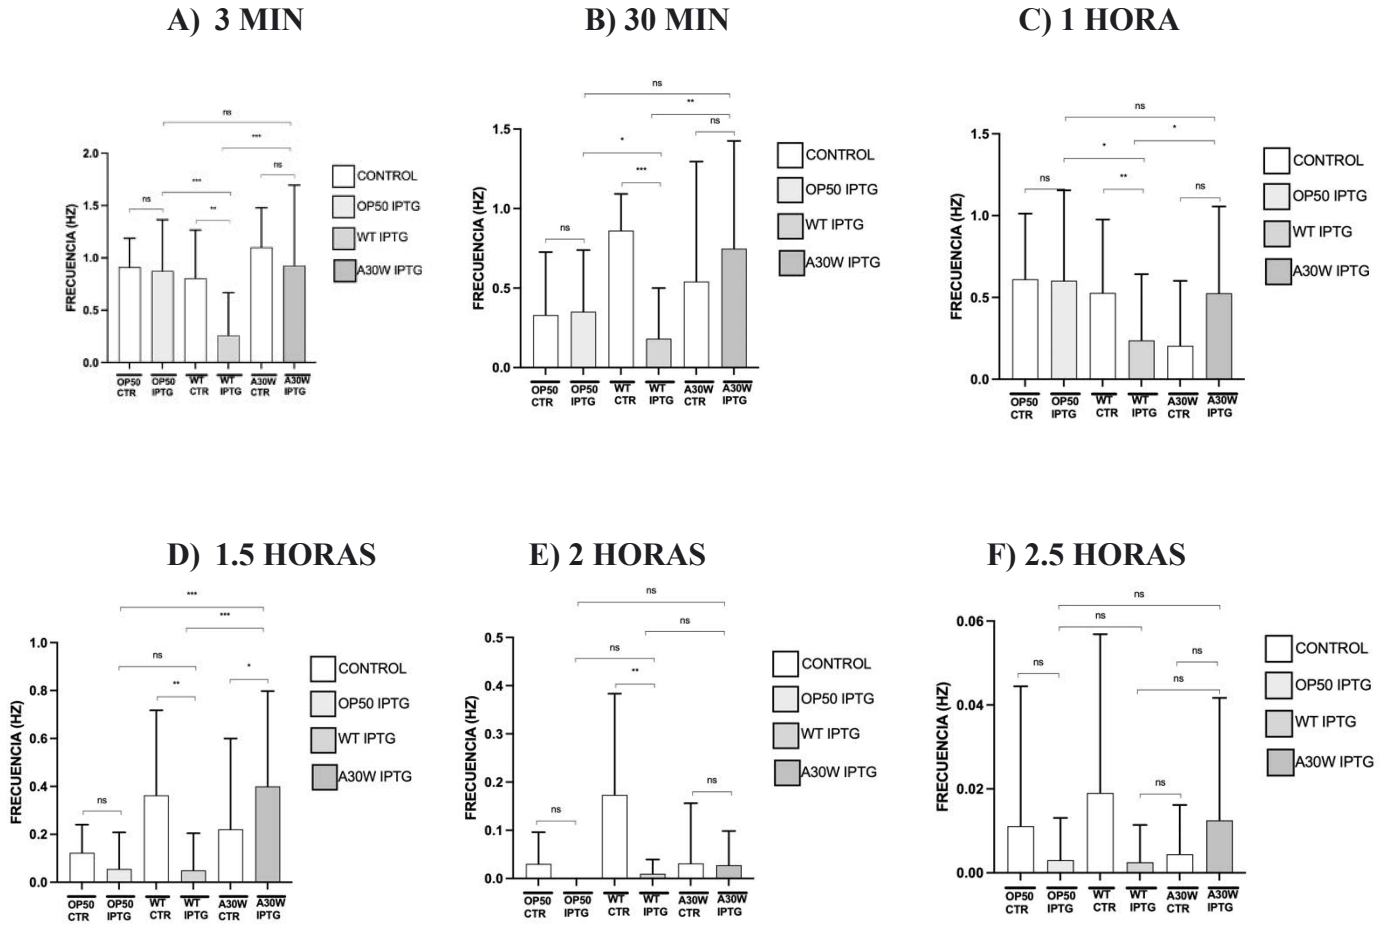 A) 3 MIN
ns
***
ns
***
ns
**
2.0
1.5
1.0
0.5
0.0
FRECUENCIA (HZ)
OP50 CTR
OP50 IPTG
WT CTR
WT IPTG
A30W CTR
A30W IPTG
CONTROL
OP50 IPTG
WT IPTG
A30W IPTG
B) 30 MIN
ns
**
ns
*
***
ns
1.5
1.0
0.5
0.0
FRECUENCIA (HZ)
OP50 CTR
OP50 IPTG
WT CTR
WT IPTG
A30W CTR
A30W IPTG
CONTROL
OP50 IPTG
WT IPTG
A30W IPTG
C) 1 HORA
ns
*
*
ns
**
ns
1.5
1.0
0.5
0.0
FRECUENCIA (HZ)
OP50 CTR
OP50 IPTG
WT CTR
WT IPTG
A30W CTR
A30W IPTG
CONTROL
OP50 IPTG
WT IPTG
A30W IPTG
D) 1.5 HORAS
***
***
ns
*
**
ns
1.0
0.8
0.6
0.4
0.2
0.0
FRECUENCIA (HZ)
OP50 CTR
OP50 IPTG
WT CTR
WT IPTG
A30W CTR
A30W IPTG
CONTROL
OP50 IPTG
WT IPTG
A30W IPTG
E) 2 HORAS
ns
ns
ns
**
ns
ns
0.5
0.4
0.3
0.2
0.1
0.0
FRECUENCIA (HZ)
OP50 CTR
OP50 IPTG
WT CTR
WT IPTG
A30W CTR
A30W IPTG
CONTROL
OP50 IPTG
WT IPTG
A30W IPTG
F) 2.5 HORAS
ns
ns
ns
ns
ns
ns
0.06
0.04
0.02
0.00
FRECUENCIA (HZ)
OP50 CTR
OP50 IPTG
WT CTR
WT IPTG
A30W CTR
A30W IPTG
CONTROL
OP50 IPTG
WT IPTG
A30W IPTG